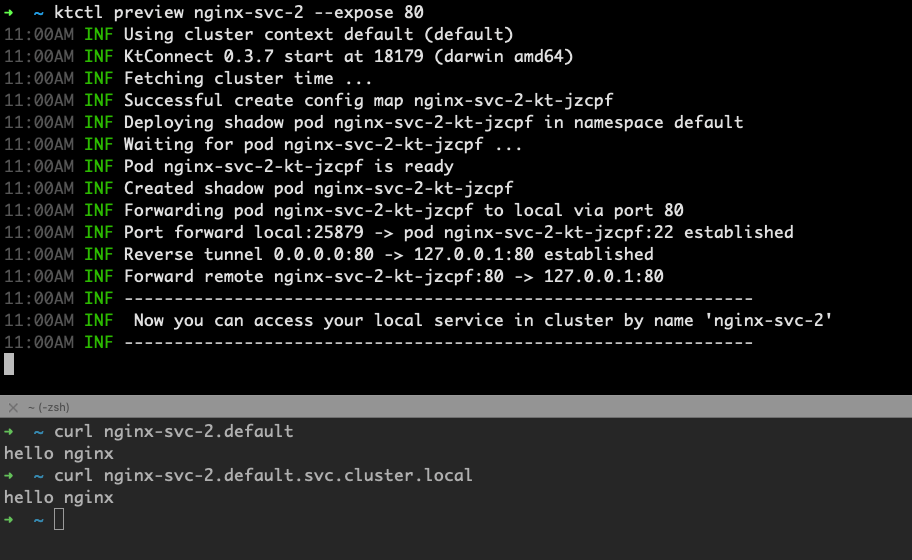 ➜  ~ ktctl preview nginx-svc-2 --expose 80
11:00AM INF Using cluster context default (default)
11:00AM INF KtConnect 0.3.7 start at 18179 (darwin amd64)
11:00AM INF Fetching cluster time ...
11:00AM INF Successful create config map nginx-svc-2-kt-jzcpf
11:00AM INF Deploying shadow pod nginx-svc-2-kt-jzcpf in namespace default
11:00AM INF Waiting for pod nginx-svc-2-kt-jzcpf ...
11:00AM INF Pod nginx-svc-2-kt-jzcpf is ready
11:00AM INF Created shadow pod nginx-svc-2-kt-jzcpf
11:00AM INF Forwarding pod nginx-svc-2-kt-jzcpf to local via port 80
11:00AM INF Port forward local:25879 -> pod nginx-svc-2-kt-jzcpf:22 established
11:00AM INF Reverse tunnel 0.0.0.0:80 -> 127.0.0.1:80 established
11:00AM INF Forward remote nginx-svc-2-kt-jzcpf:80 -> 127.0.0.1:80
11:00AM INF ---------------------------------------------------------------
11:00AM INF  Now you can access your local service in cluster by name 'nginx-svc-2'
11:00AM INF ---------------------------------------------------------------
~ (-zsh)
➜  ~ curl nginx-svc-2.default
hello nginx
➜  ~ curl nginx-svc-2.default.svc.cluster.local
hello nginx
➜  ~